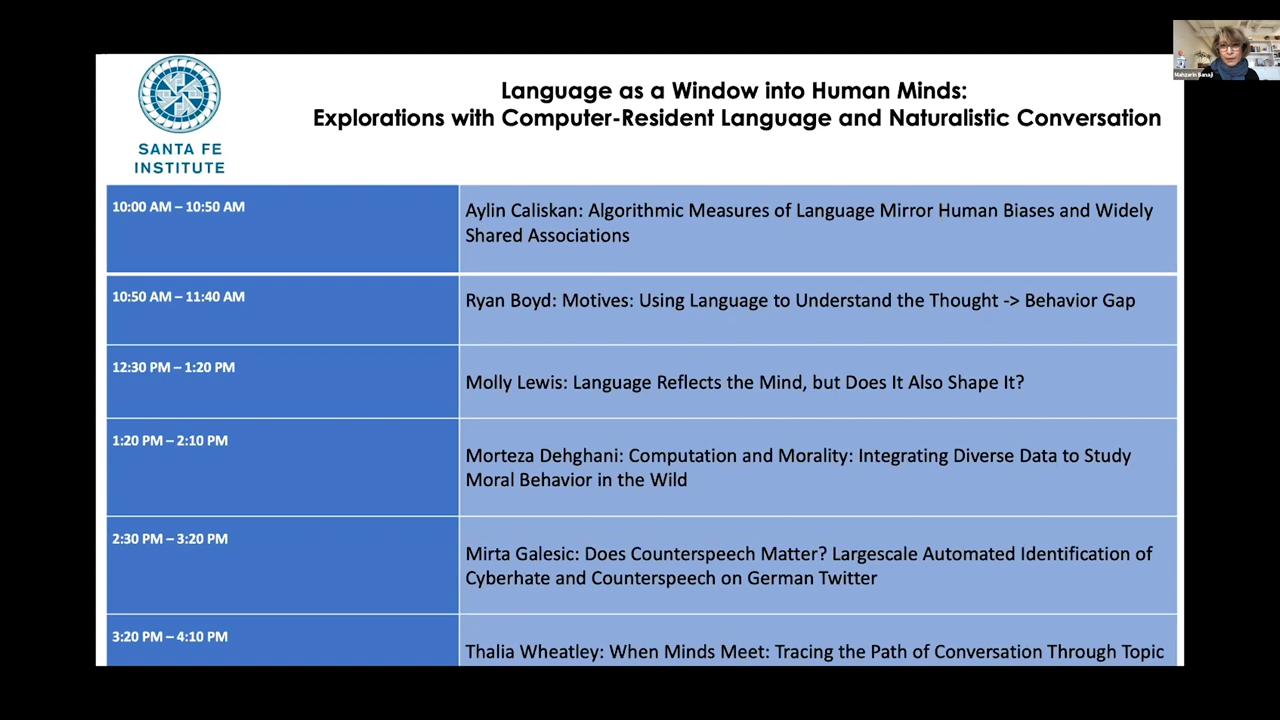 Mahzarin Banaji
SANTA FE
INSTITUTE
Language as a Window into Human Minds:
Explorations with Computer-Resident Language and Naturalistic Conversation
10:00 AM – 10:50 AM
Aylin Caliskan: Algorithmic Measures of Language Mirror Human Biases and Widely
Shared Associations
10:50 AM – 11:40 AM
Ryan Boyd: Motives: Using Language to Understand the Thought -> Behavior Gap
12:30 PM – 1:20 PM
Molly Lewis: Language Reflects the Mind, but Does It Also Shape It?
1:20 PM – 2:10 PM
Morteza Dehghani: Computation and Morality: Integrating Diverse Data to Study
Moral Behavior in the Wild
2:30 PM – 3:20 PM
Mirta Galesic: Does Counterspeech Matter? Largescale Automated Identification of
Cyberhate and Counterspeech on German Twitter
3:20 PM – 4:10 PM
Thalia Wheatley: When Minds Meet: Tracing the Path of Conversation Through Topic